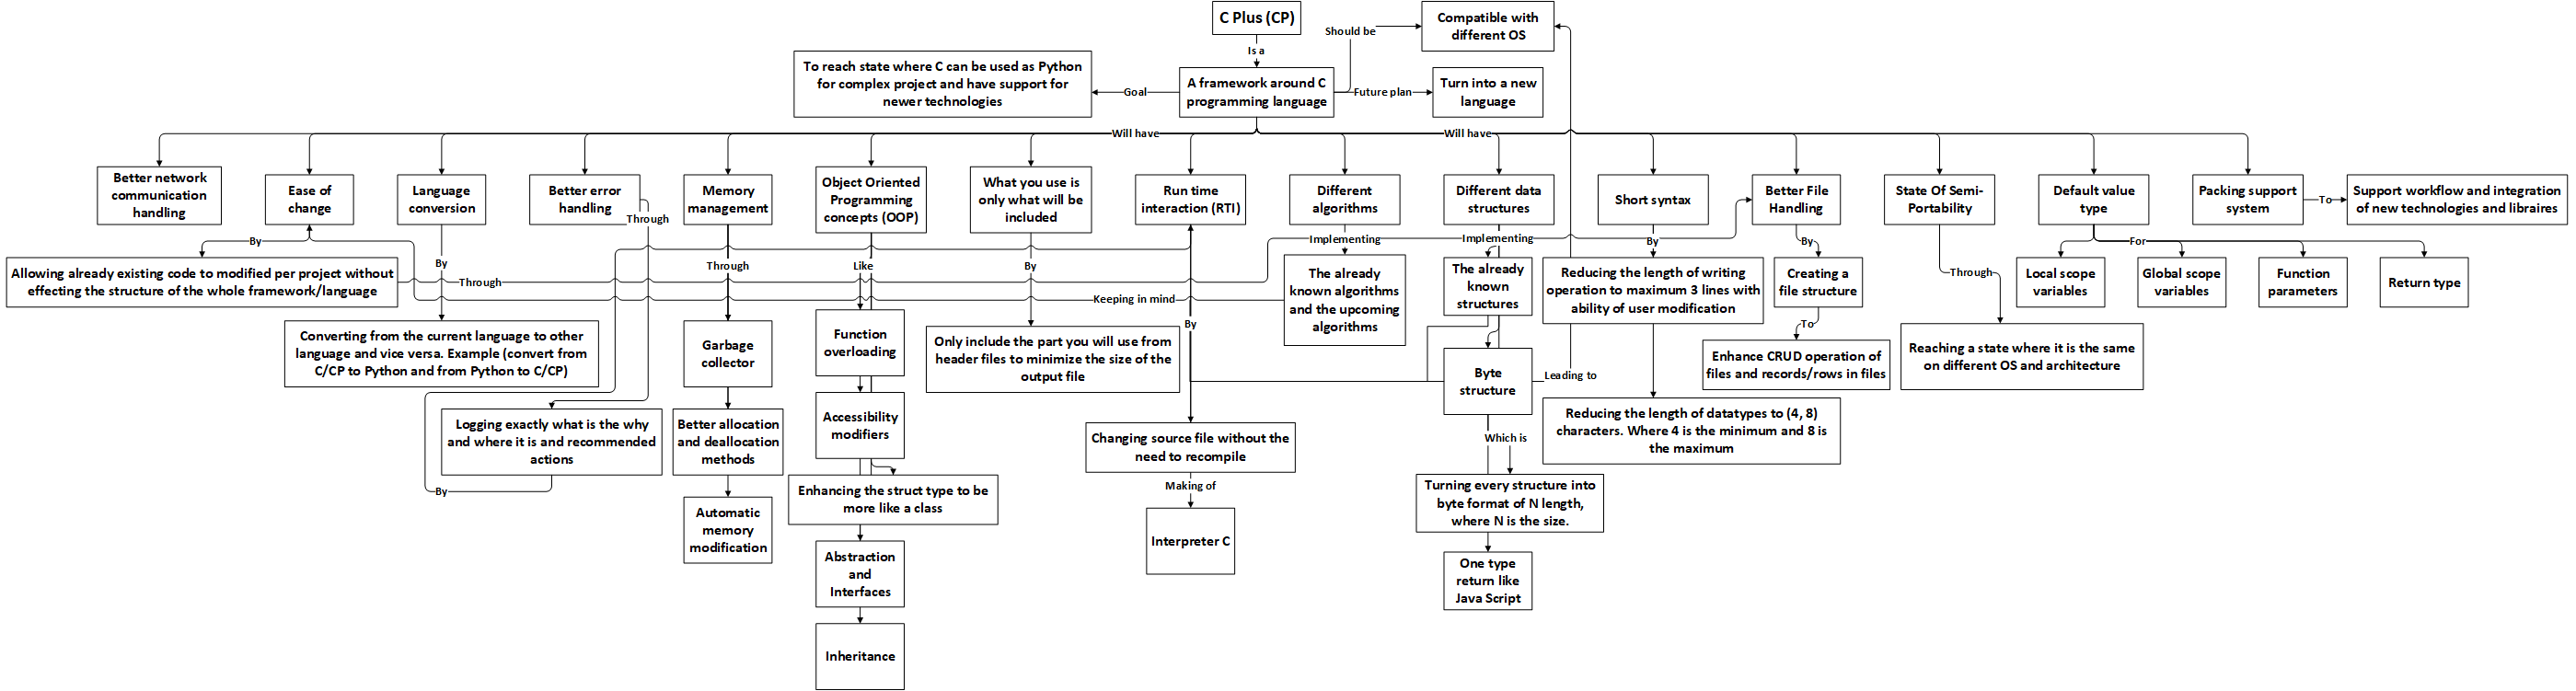 C Plus (CP)
Is a
Should be
Compatible with
different OS
To reach state where C can be used as Python
for complex project and have support for
newer technologies
Goal
A framework around C
programming language
Future plan
Turn into a new
language
Will have
Will have
Better network
communication
handling
Ease of
change
Language
conversion
Better error
handling
Memory
management
Object Oriented
Programming
concepts (OOP)
What you use is
only what will be
included
Run time
interaction (RTI)
Different
algorithms
Different data
structures
Short syntax
Better File
Handling
State Of Semi-
Portability
Default value
type
Packing support
system
To
Support workflow and integration
of new technologies and libraires
Through
By
Implementing
Implementing
By
By
For
Allowing already existing code to modified per project without
effecting the structure of the whole framework/language
Through
By
Through
Like
By
Keeping in mind
The already
known algorithms
and the upcoming
algorithms
The already
known
structures
Reducing the length of writing
operation to maximum 3 lines with
ability of user modification
Creating a
file structure
Through
Local scope
variables
Global scope
variables
Function
parameters
Return type
Converting from the current language to other
language and vice versa. Example (convert from
C/CP to Python and from Python to C/CP)
Garbage
collector
Function
overloading
Only include the part you will use from
header files to minimize the size of the
output file
By
To
Enhance CRUD operation of
files and records/rows in files
Reaching a state where it is the same
on different OS and architecture
Byte
structure
Leading to
Logging exactly what is the why
and where it is and recommended
actions
By
Better allocation
and deallocation
methods
Accessibility
modifiers
Changing source file without the
need to recompile
Which is
Reducing the length of datatypes to (4, 8)
characters. Where 4 is the minimum and 8 is
the maximum
Automatic
memory
modification
Enhancing the struct type to be
more like a class
Making of
Interpreter C
Turning every structure into
byte format of N length,
where N is the size.
Abstraction
and
Interfaces
One type
return like
Java Script
Inheritance